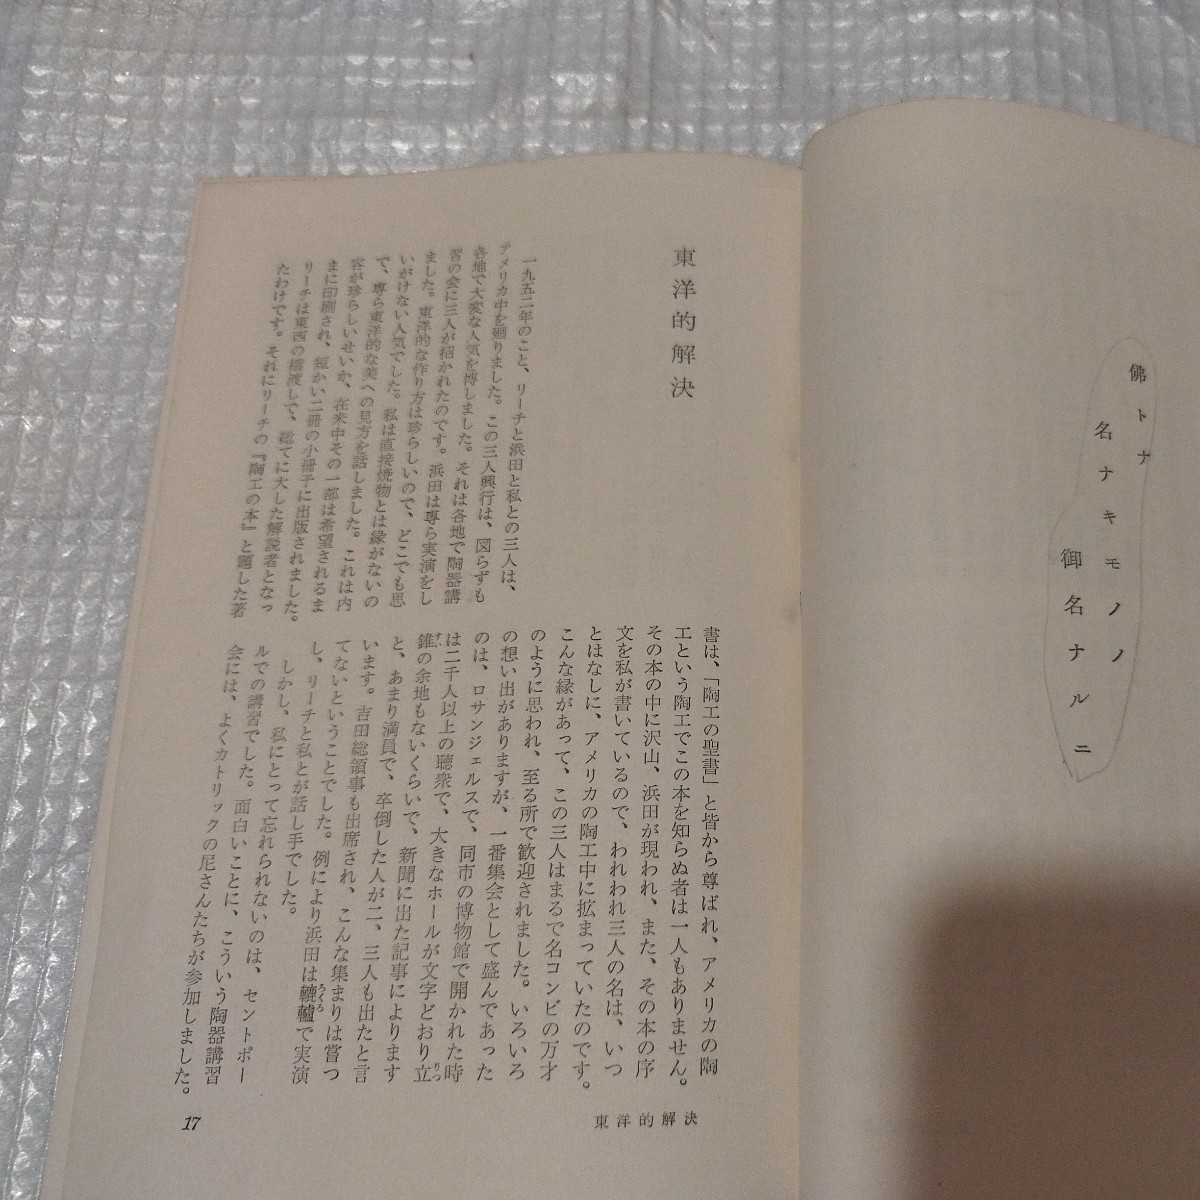 佛トナ
名ナキモノノ
御名ナルニ
東洋的解決
一九五二年のこと、リーチと浜田と私との三人は、
アメリカ中を廻りました。この三人興行は、図らずも
各地で大変な人気を博しました。それは各地で陶器講
習の会に三人が招かれたのです。浜田は専ら実演をし
ました。東洋的な作り方は珍らしいので、どこでも思
いがけない人気でした。私は直接焼物とは縁がないの
で、専ら東洋的な美への見方を話しました。これは内
容が珍らしいせいか、在米中その一部は希望されるま
まに印刷され、短かい二冊の小冊子に出版されました。
リーチは東西の橋渡しで、総てに大した解説者となっ
たわけです。それにリーチの『陶工の本』と題した著
書は、「陶工の聖書」と皆から尊ばれ、アメリカの陶
工という陶工でこの本を知らぬ者は一人もありません。
その本の中に沢山、浜田が現われ、また、その本の序
文を私が書いているので、われわれ三人の名は、いつ
とはなしに、アメリカの陶工中に拡まっていたのです。
こんな縁があって、この三人はまるで名コンビの万才
のように思われ、至る所で歓迎されました。いろいろ
の想い出がありますが、一番集会として盛んであった
のは、ロサンジェルスで、同市の博物館で開かれた時
は二千人以上の聴衆で、大きなホールが文字どおり立
錐の余地もないくらいで、新聞に出た記事によります
と、あまり満員で、卒倒した人が二、三人も出たと言
います。吉田総領事も出席され、こんな集まりは嘗つ
てないということでした。例により浜田は轆轤で実演
し、リーチと私とが話し手でした。
しかし、私にとって忘れられないのは、セントポー
ルでの講習でした。面白いことに、こういう陶器講習
会には、よくカトリックの尼さんたちが参加しました。
東洋的解決
17